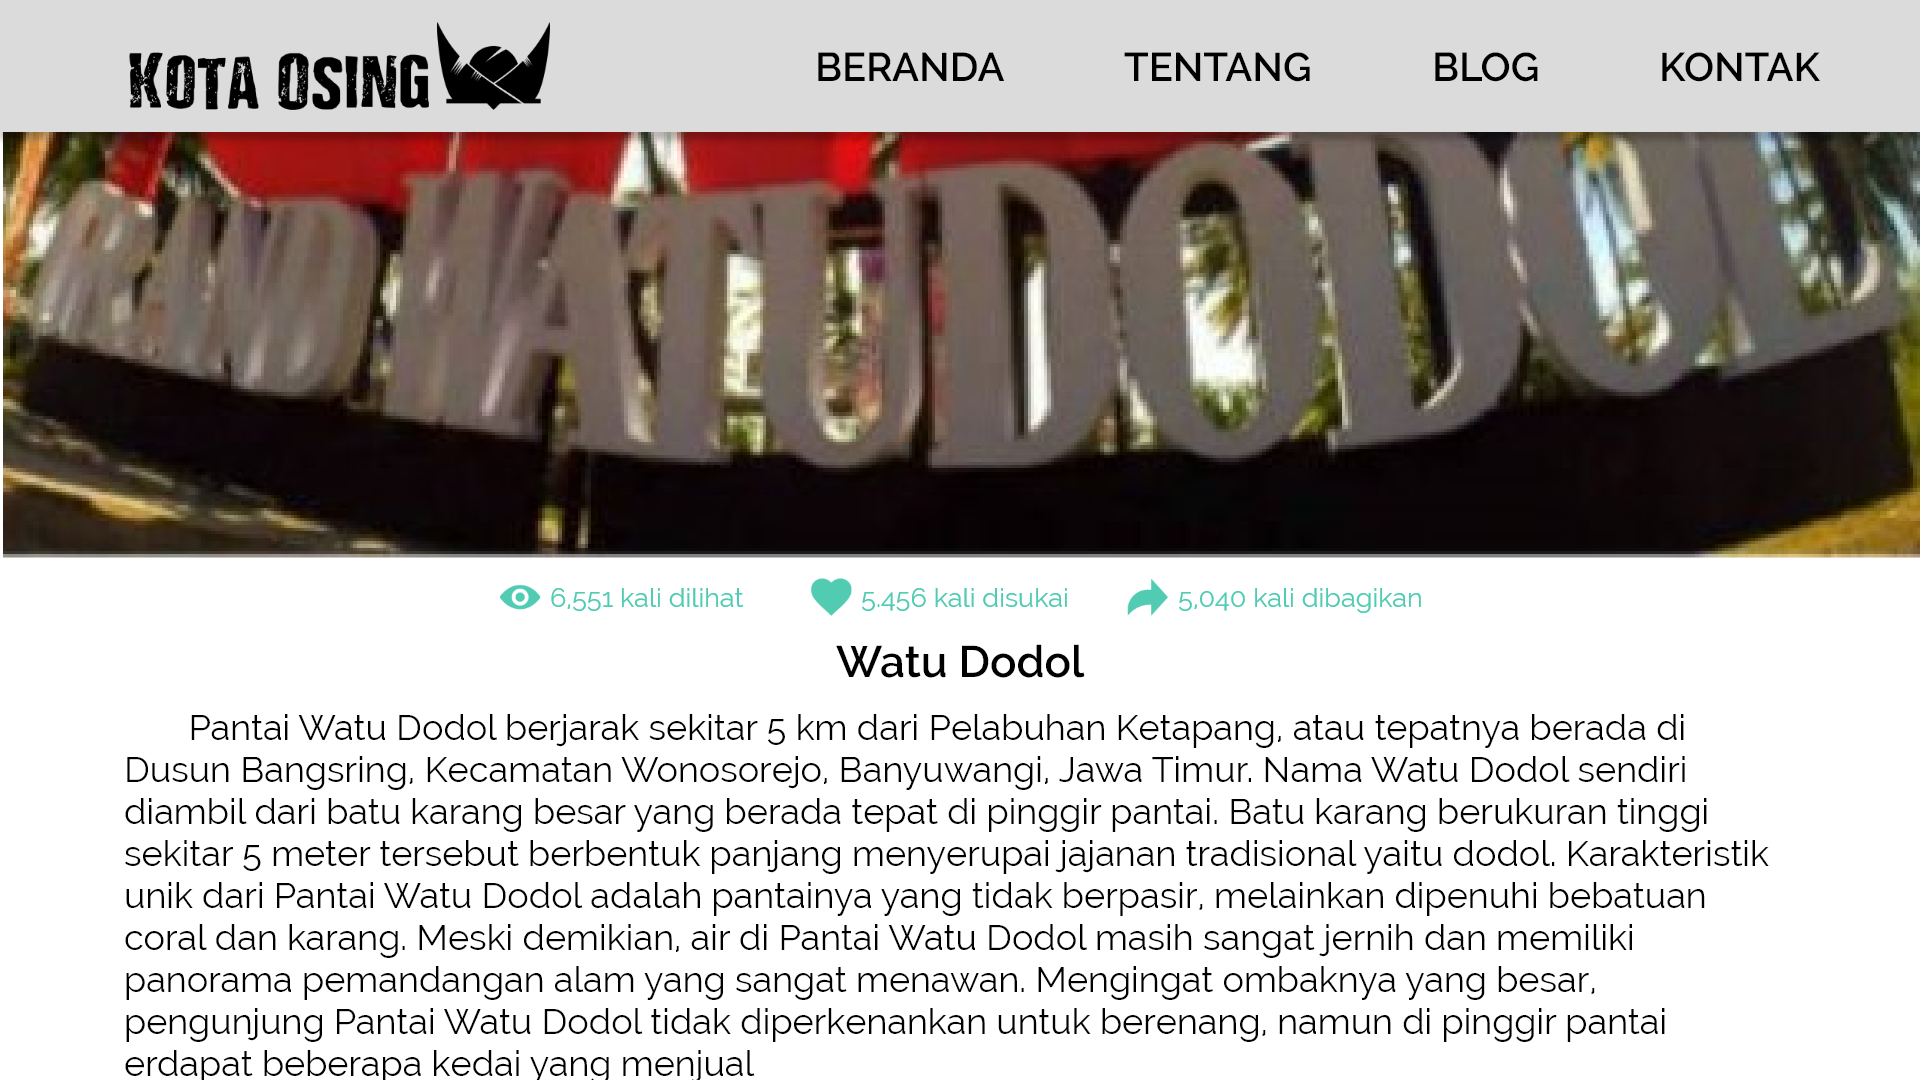 KOTA OSING
BERANDA TENTANG BLOG KONTAK
GRAND WATUDODOL
6,551 kali dilihat 5.456 kali disukai 5,040 kali dibagikan
Watu Dodol
Pantai Watu Dodol berjarak sekitar 5 km dari Pelabuhan Ketapang, atau tepatnya berada di
Dusun Bangsring, Kecamatan Wonosorejo, Banyuwangi, Jawa Timur. Nama Watu Dodol sendiri
diambil dari batu karang besar yang berada tepat di pinggir pantai. Batu karang berukuran tinggi
sekitar 5 meter tersebut berbentuk panjang menyerupai jajanan tradisional yaitu dodol. Karakteristik
unik dari Pantai Watu Dodol adalah pantainya yang tidak berpasir, melainkan dipenuhi bebatuan
coral dan karang. Meski demikian, air di Pantai Watu Dodol masih sangat jernih dan memiliki
panorama pemandangan alam yang sangat menawan. Mengingat ombaknya yang besar,
pengunjung Pantai Watu Dodol tidak diperkenankan untuk berenang, namun di pinggir pantai
erdapat beberapa kedai yang menjual